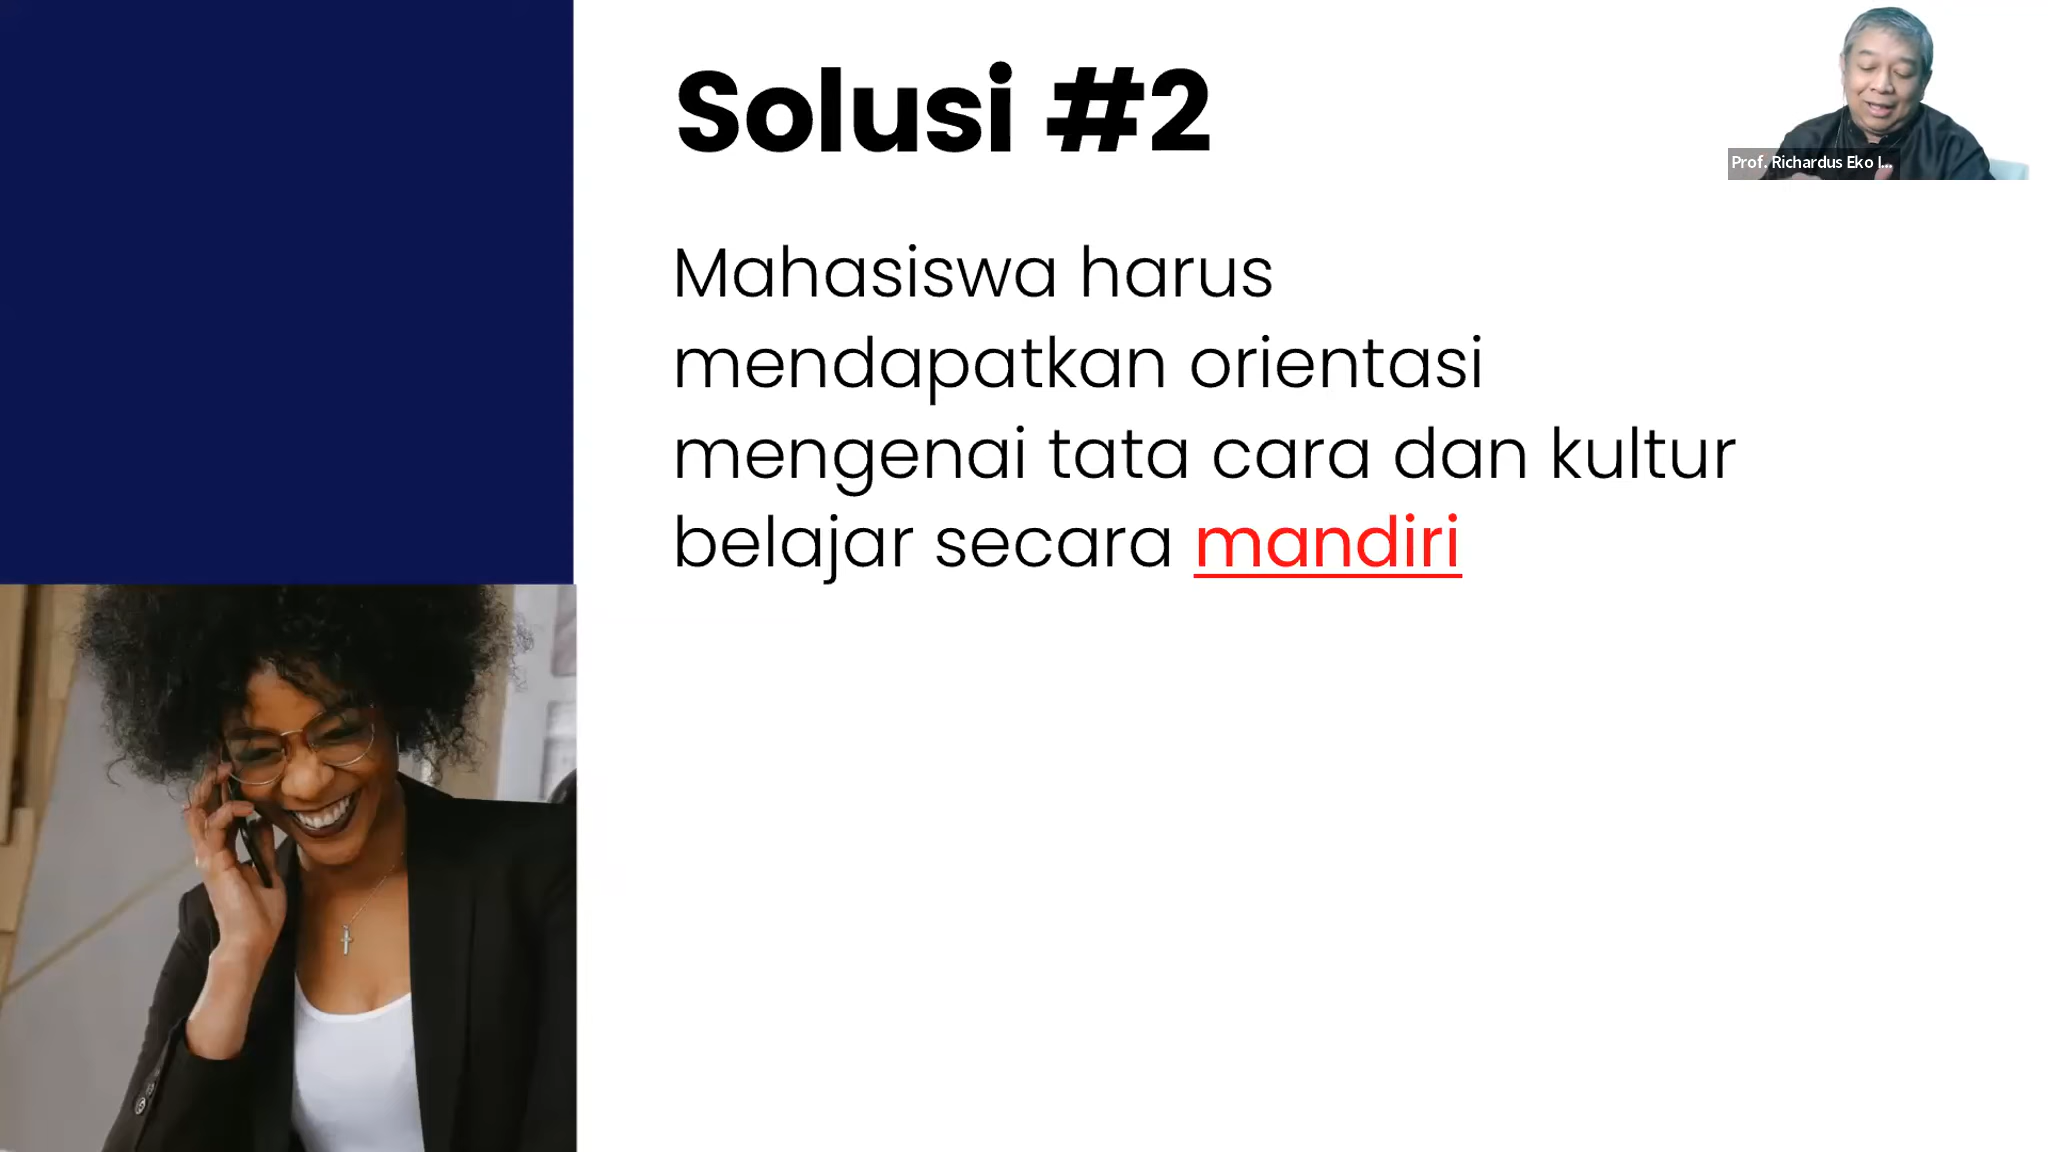 Solusi #2
Prof. Richardus Eko I...
Mahasiswa harus
mendapatkan orientasi
mengenai tata cara dan kultur
belajar secara mandiri